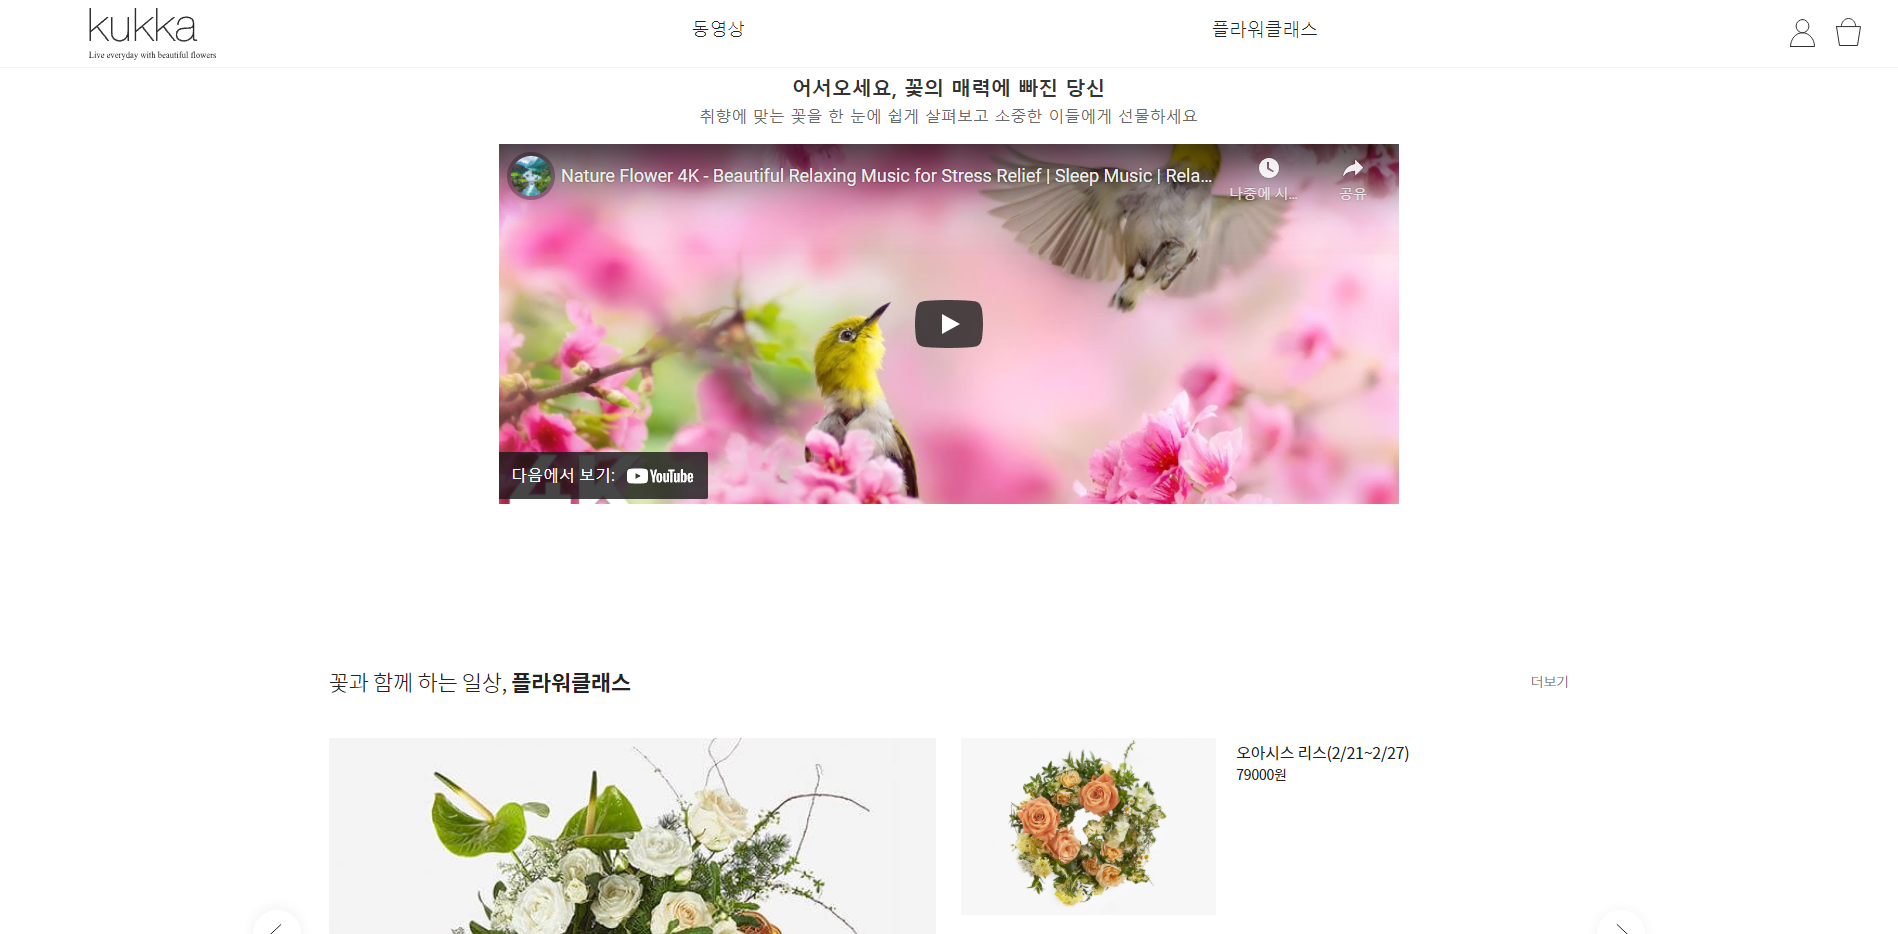 kukka
Live everyday with beautiful flowers
동영상
플라워클래스
어서오세요, 꽃의 매력에 빠진 당신
취향에 맞는 꽃을 한 눈에 쉽게 살펴보고 소중한 이들에게 선물하세요
Nature Flower 4K - Beautiful Relaxing Music for Stress Relief | Sleep Music | Rela...
나중에 시...
공유
다음에서 보기: YouTube
꽃과 함께 하는 일상, 플라워클래스
더보기
오아시스 리스(2/21~2/27)
79000원